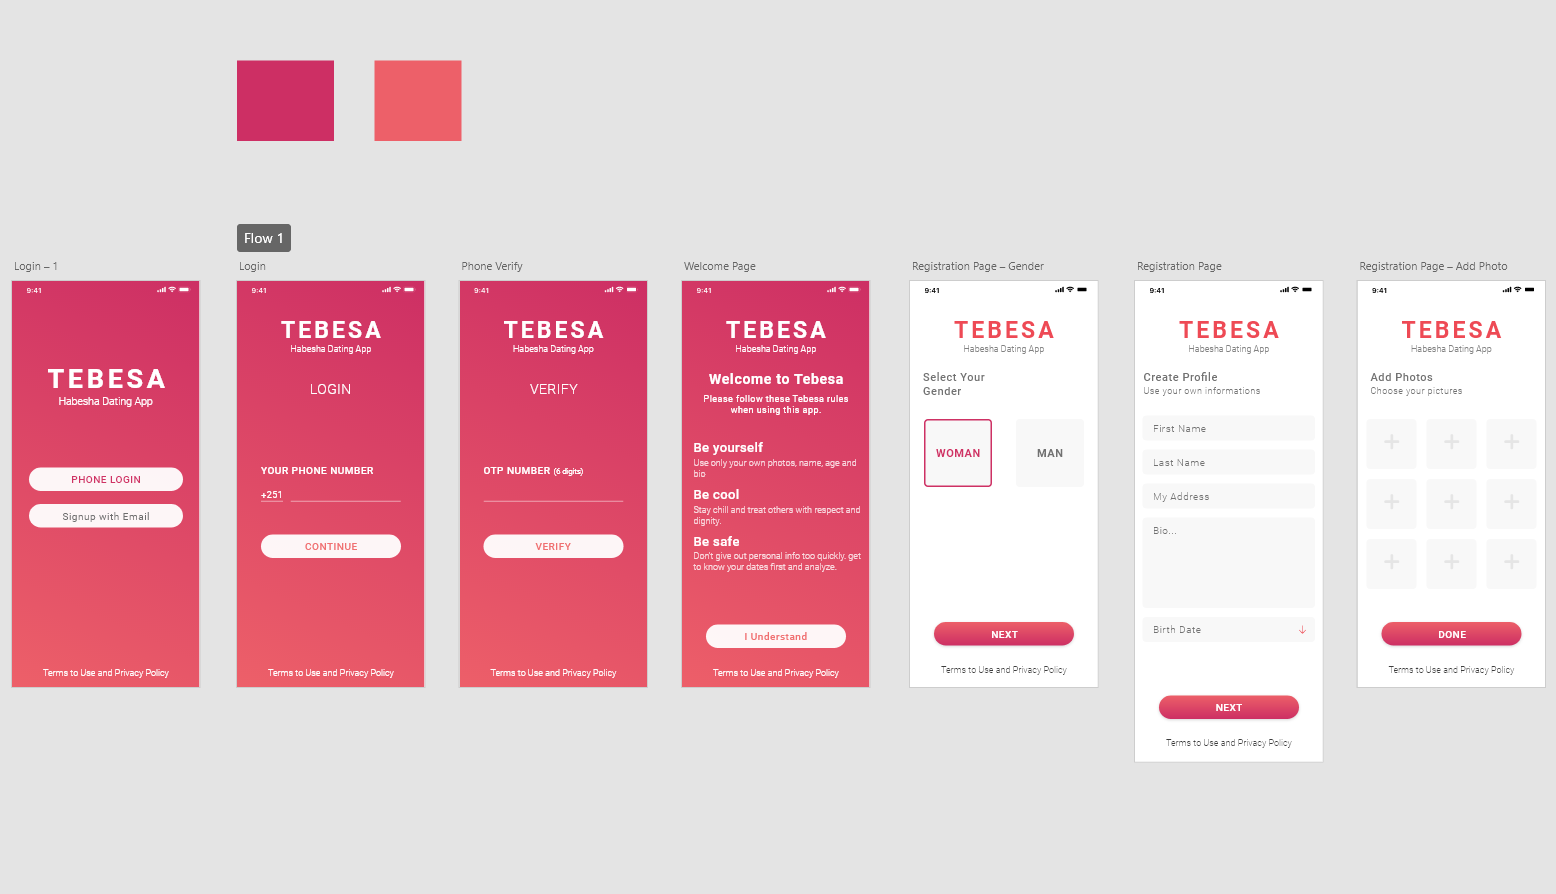 Flow 1
Login – 1
9:41
TEBESA
Habesha Dating App
PHONE LOGIN
Signup with Email
Terms to Use and Privacy Policy
Login
9:41
TEBESA
Habesha Dating App
LOGIN
YOUR PHONE NUMBER
+251
CONTINUE
Terms to Use and Privacy Policy
Phone Verify
9:41
TEBESA
Habesha Dating App
VERIFY
OTP NUMBER (6 digits)
VERIFY
Terms to Use and Privacy Policy
Welcome Page
9:41
TEBESA
Habesha Dating App
Welcome to Tebesa
Please follow these Tebesa rules
when using this app.
Be yourself
Use only your own photos, name, age and
bio
Be cool
Stay chill and treat others with respect and
dignity.
Be safe
Don't give out personal info too quickly. get
to know your dates first and analyze.
I Understand
Terms to Use and Privacy Policy
Registration Page – Gender
9:41
TEBESA
Habesha Dating App
Select Your
Gender
WOMAN
MAN
NEXT
Terms to Use and Privacy Policy
Registration Page
9:41
TEBESA
Habesha Dating App
Create Profile
Use your own informations
First Name
Last Name
My Address
Bio...
Birth Date
NEXT
Terms to Use and Privacy Policy
Registration Page – Add Photo
9:41
TEBESA
Habesha Dating App
Add Photos
Choose your pictures
DONE
Terms to Use and Privacy Policy